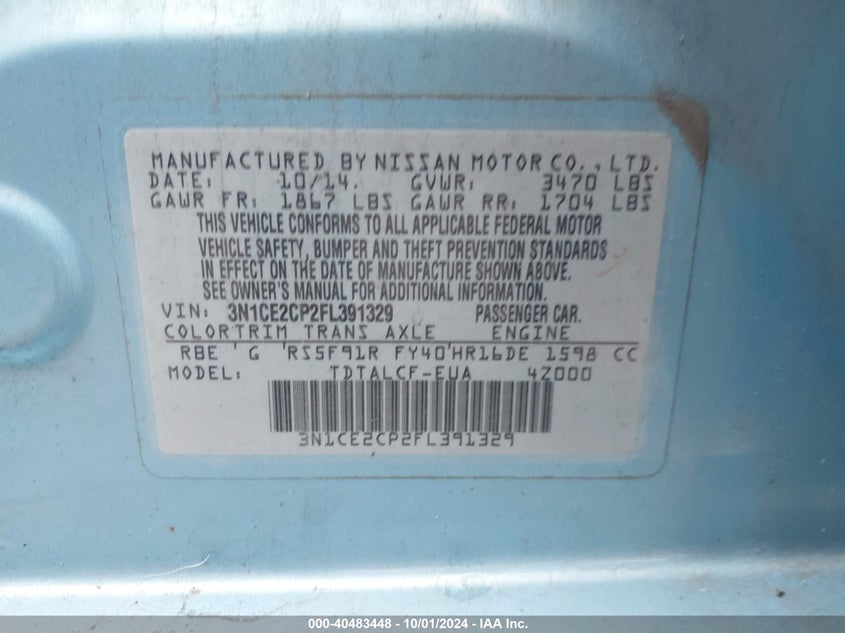 MANUFACTURED BY NISSAN MOTOR CO., LTD.
DATE: 10/14. GVWR: 3470 LBS
GAWR FR: 1867 LBS GAWR RR: 1704 LBS
THIS VEHICLE CONFORMS TO ALL APPLICABLE FEDERAL MOTOR
VEHICLE SAFETY, BUMPER AND THEFT PREVENTION STANDARDS
IN EFFECT ON THE DATE OF MANUFACTURE SHOWN ABOVE.
SEE OWNER'S MANUAL FOR ADDITIONAL INFORMATION.
VIN: 3N1CE2CP2FL391329 PASSENGER CAR.
COLOR TRIM TRANS AXLE ENGINE
RBE ' G 'RS5F91R FY40'HR16DE 1598 CC
MODEL: TDTALCF-EUA 4Z000
3N1CE2CP2FL391329
000-40483448 - 10/01/2024 - IAA Inc.